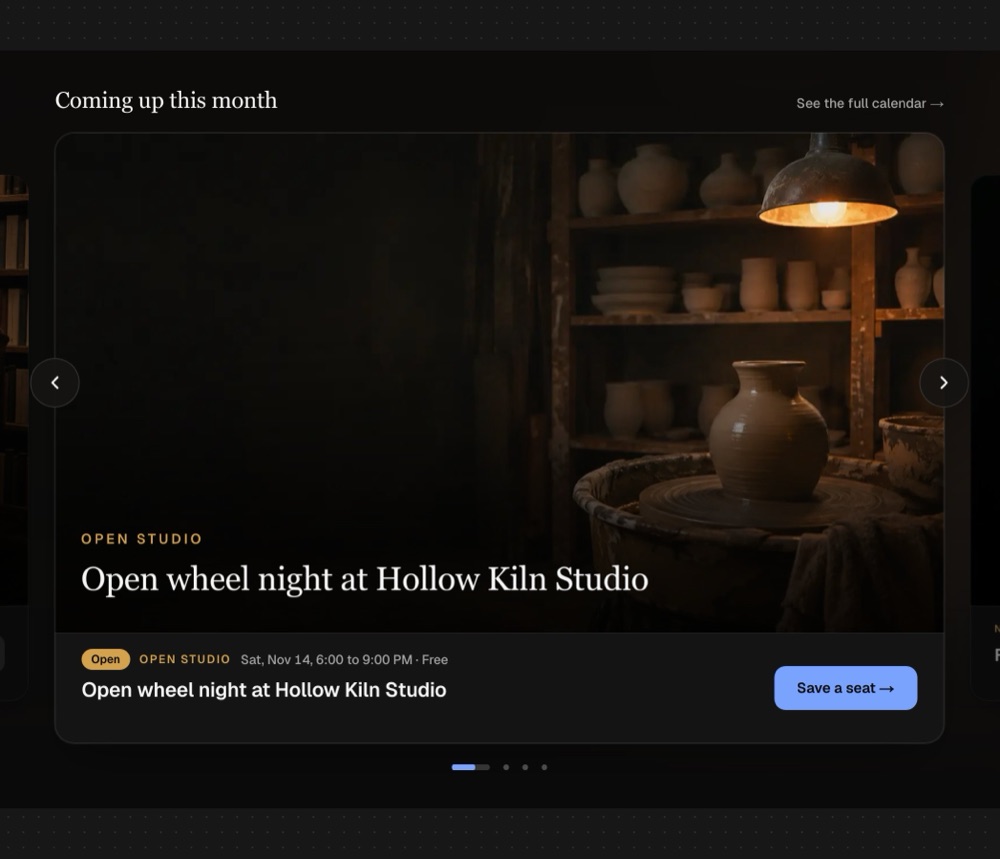 Coming up this month
See the full calendar →
OPEN STUDIO
Open wheel night at Hollow Kiln Studio
Open OPEN STUDIO Sat, Nov 14, 6:00 to 9:00 PM · Free
Open wheel night at Hollow Kiln Studio
Save a seat →